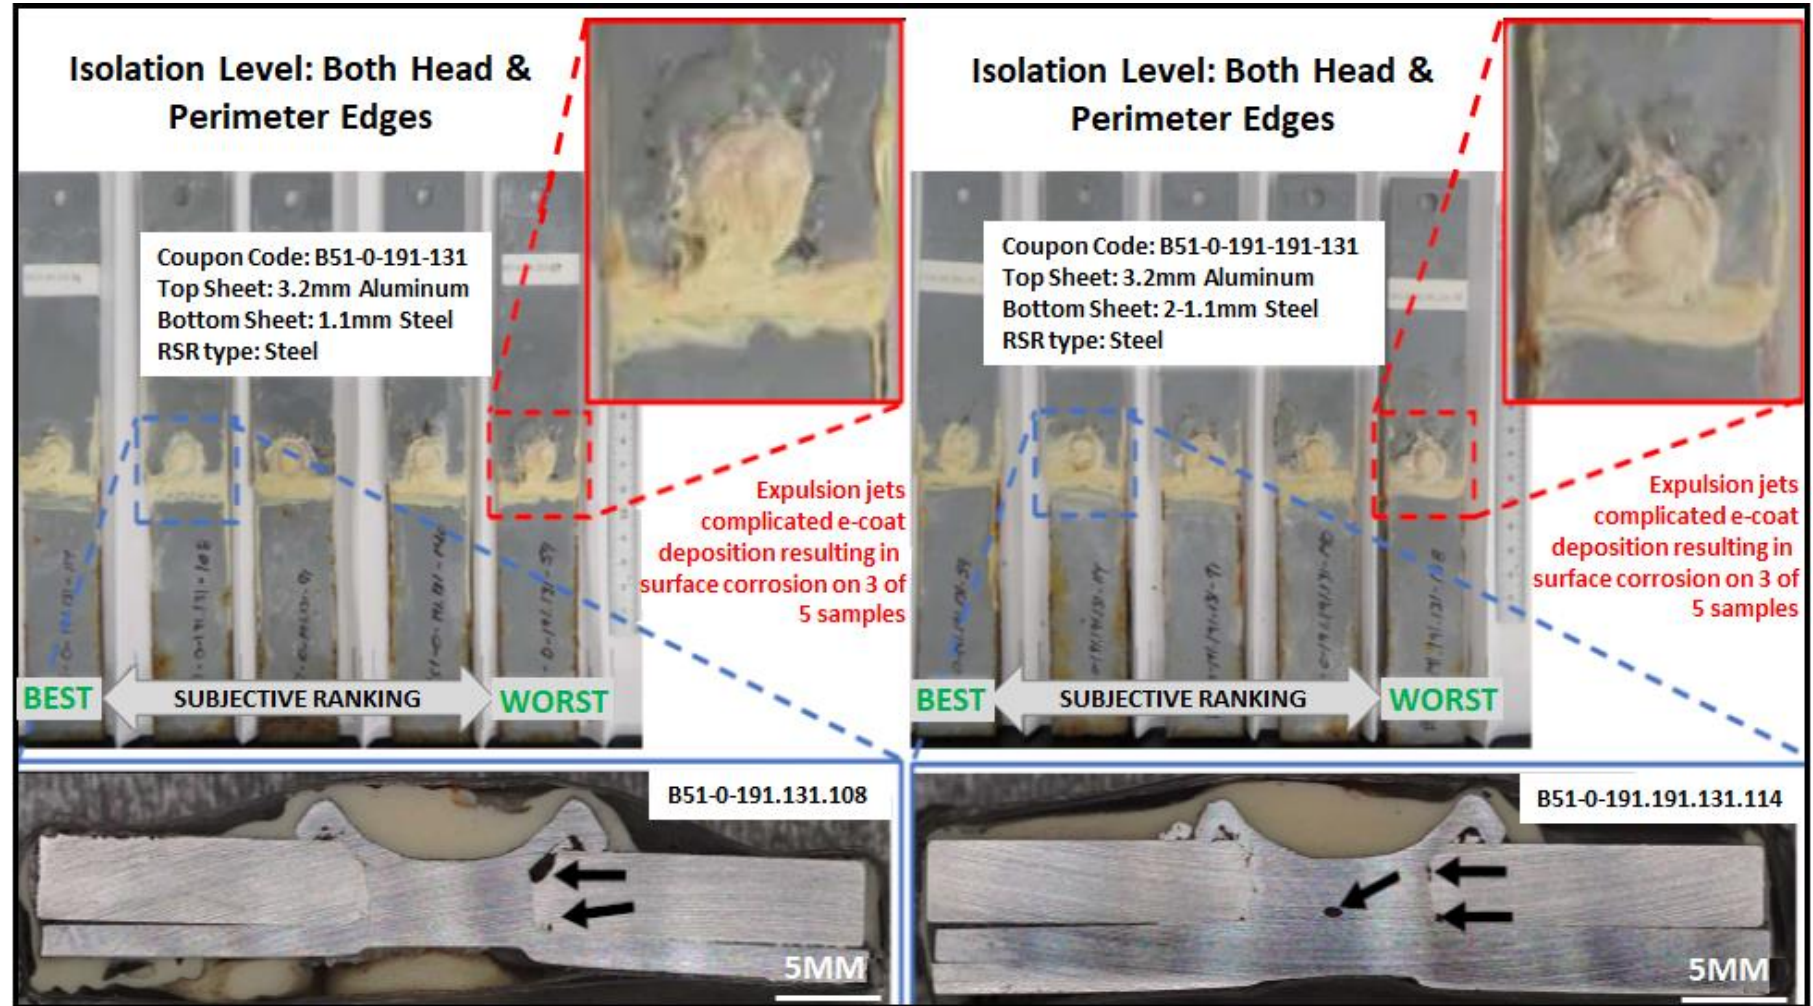 Isolation Level: Both Head &
Perimeter Edges
Coupon Code: B51-0-191-131
Top Sheet: 3.2mm Aluminum
Bottom Sheet: 1.1mm Steel
RSR type: Steel
Expulsion jets
complicated e-coat
deposition resulting in
surface corrosion on 3 of
5 samples
BEST
SUBJECTIVE RANKING
WORST
B51-0-191.131.108
5MM
Isolation Level: Both Head &
Perimeter Edges
Coupon Code: B51-0-191-191-131
Top Sheet: 3.2mm Aluminum
Bottom Sheet: 2-1.1mm Steel
RSR type: Steel
Expulsion jets
complicated e-coat
deposition resulting in
surface corrosion on 3 of
5 samples
BEST
SUBJECTIVE RANKING
WORST
B51-0-191.191.131.114
5MM